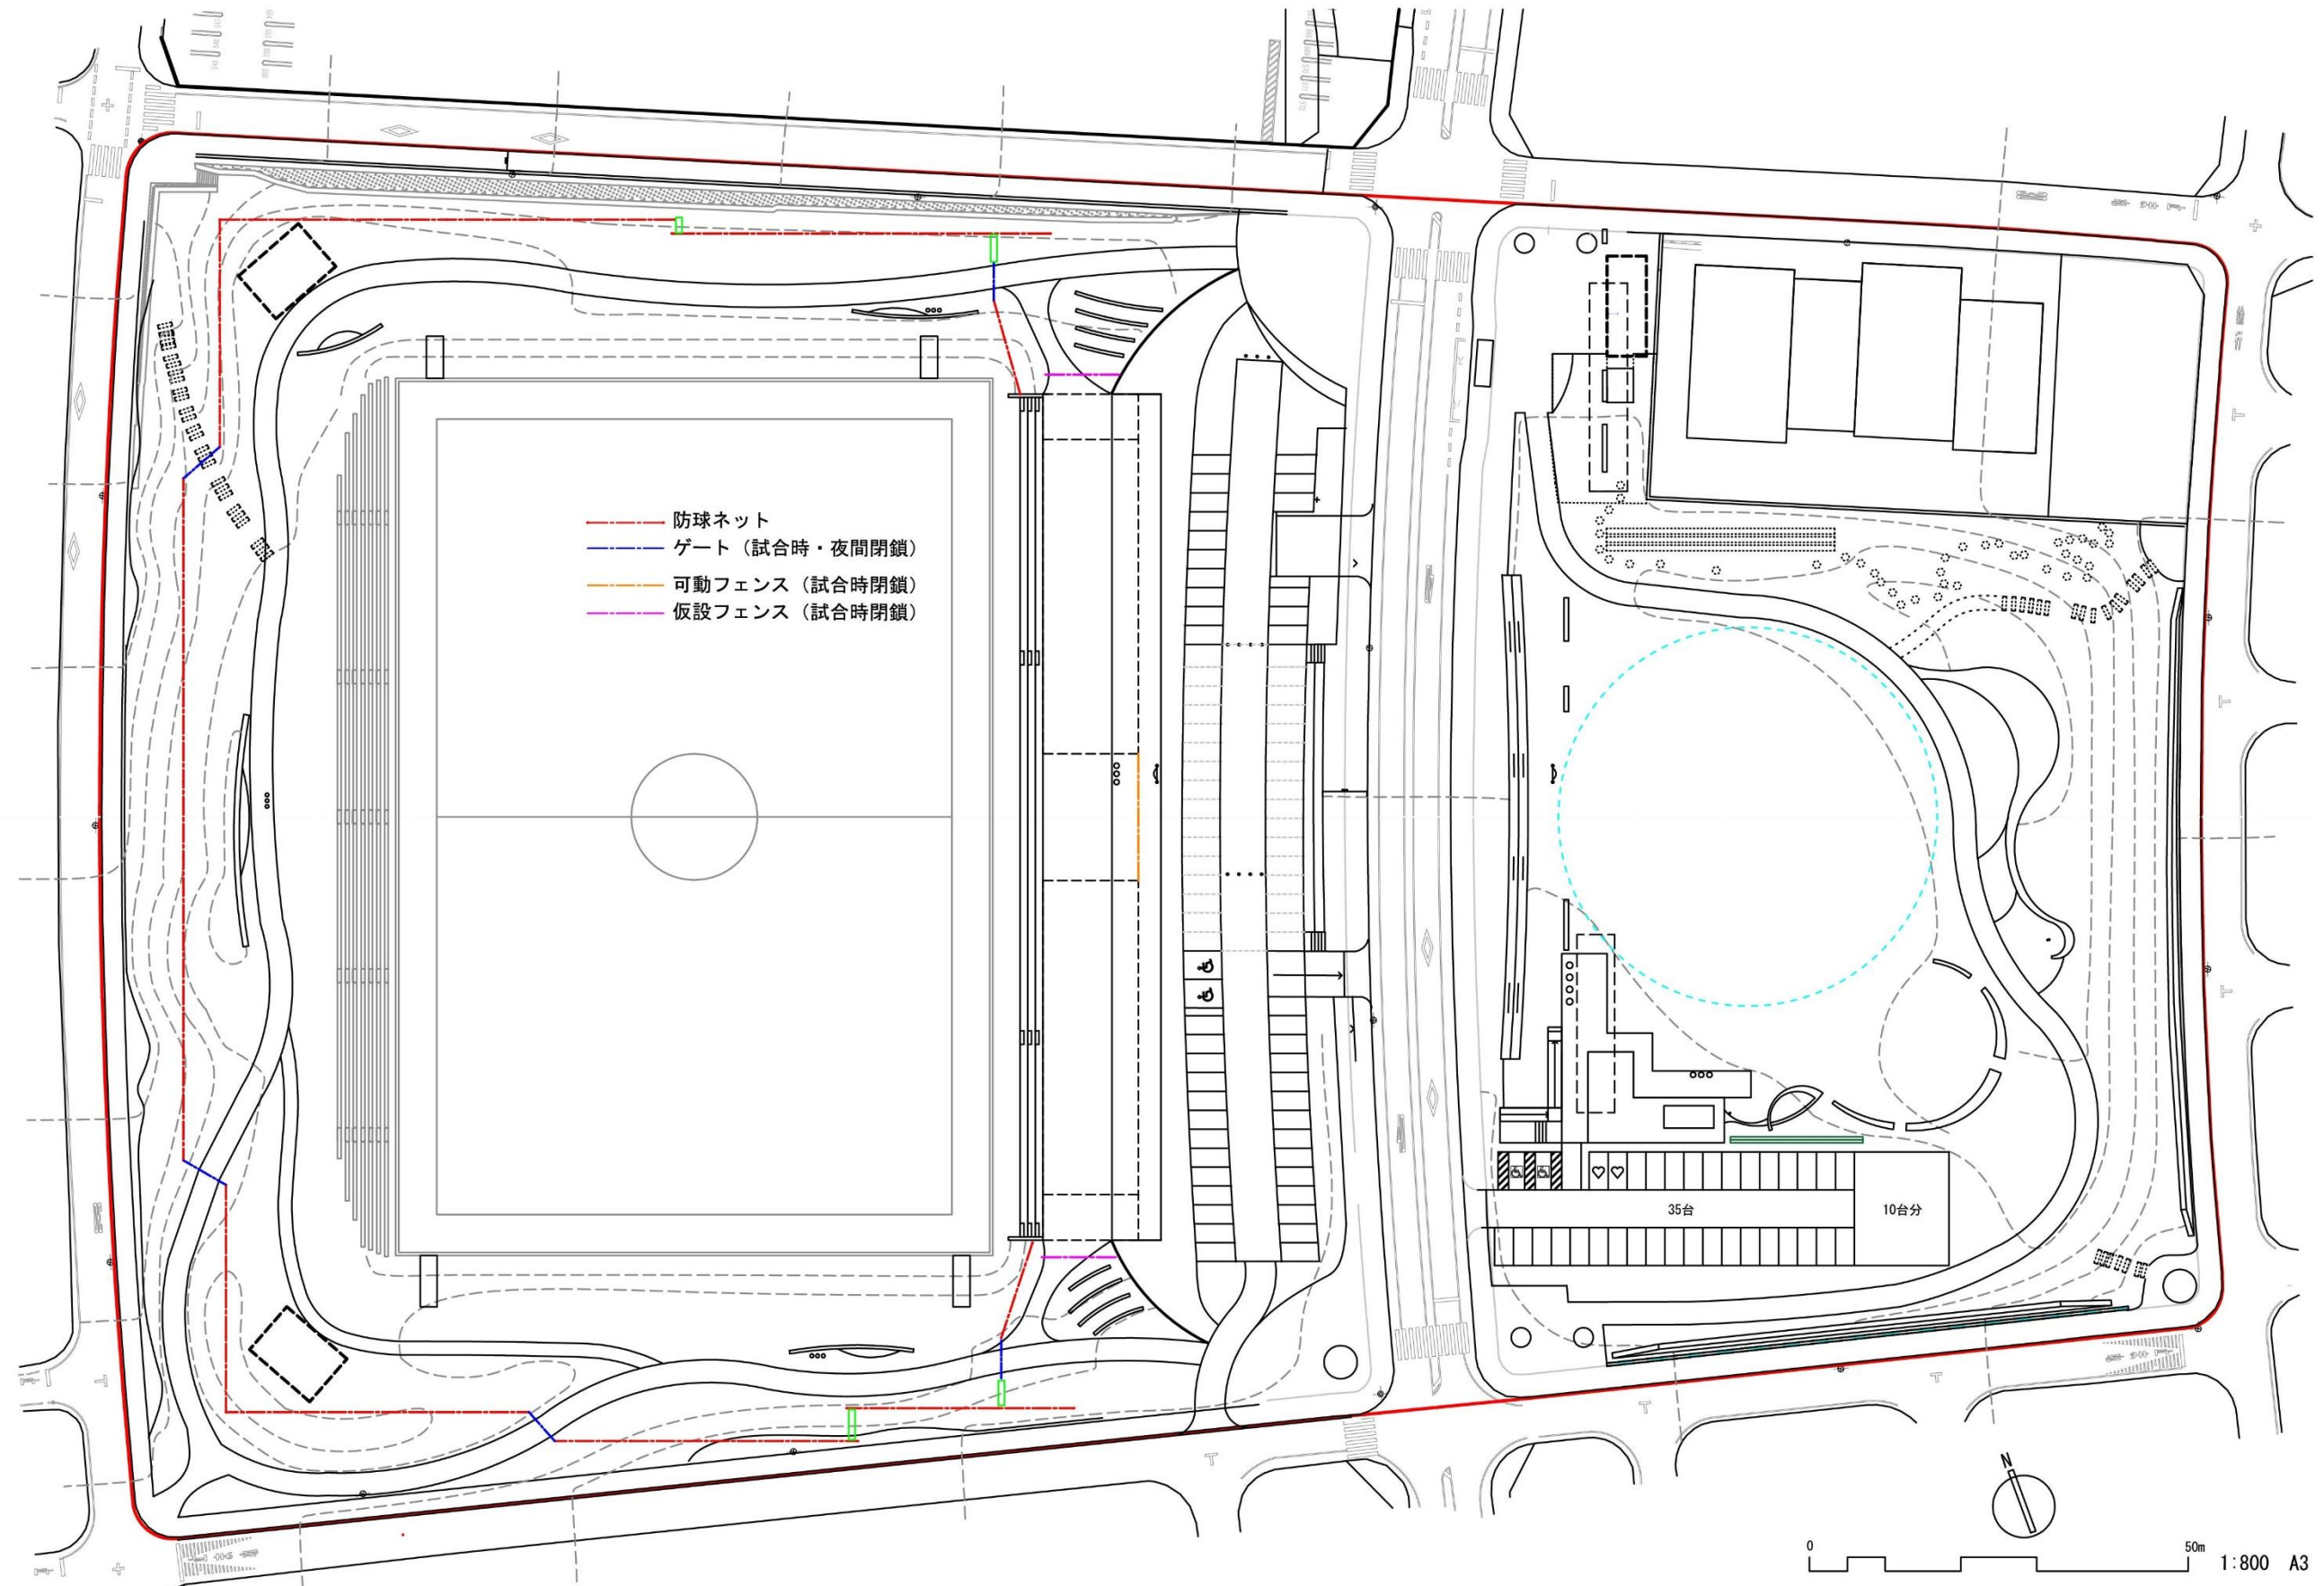 防球ネット
ゲート（試合時・夜間閉鎖）
可動フェンス（試合時閉鎖）
仮設フェンス（試合時閉鎖）
35台
10台分
N
0
50m
1:800 A3